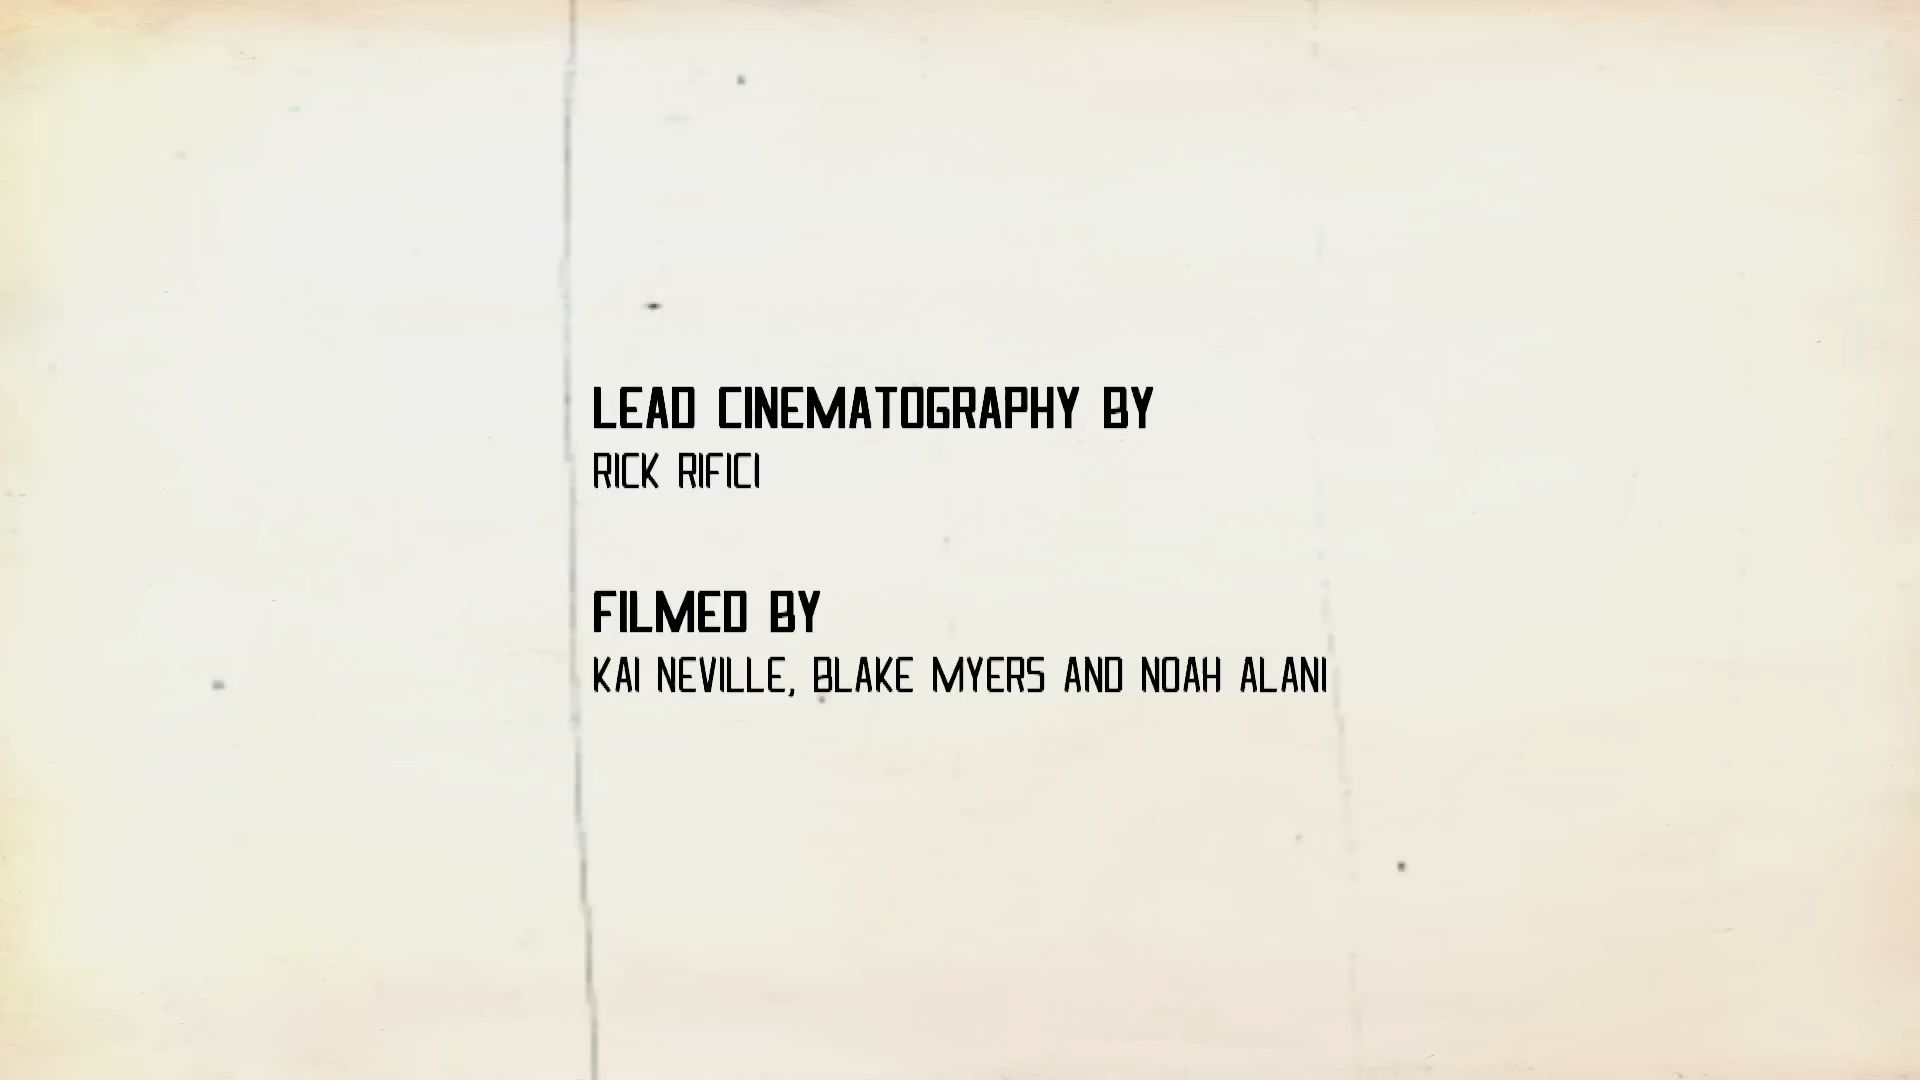 LEAD CINEMATOGRAPHY BY
RICK RIFICI
FILMED BY
KAI NEVILLE, BLAKE MYERS AND NOAH ALANI